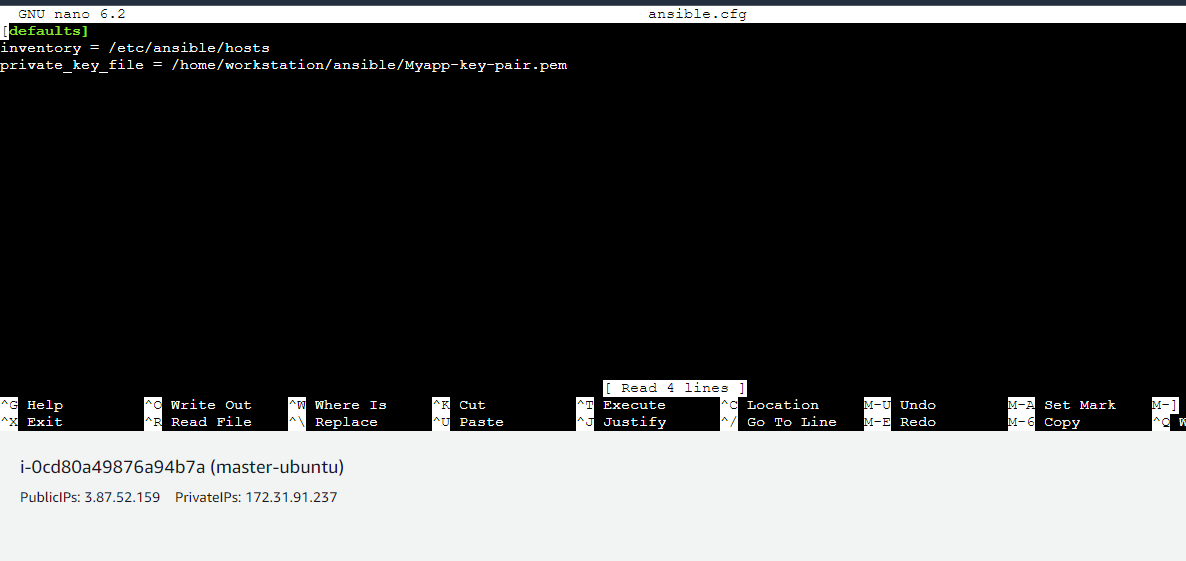 GNU nano 6.2 ansible.cfg
[defaults]
inventory = /etc/ansible/hosts
private_key_file = /home/workstation/ansible/Myapp-key-pair.pem
[ Read 4 lines ]
^G Help ^O Write Out ^W Where Is ^K Cut ^T Execute ^C Location M-U Undo M-A Set Mark M-]
^X Exit ^R Read File ^\ Replace ^U Paste ^J Justify ^/ Go To Line M-E Redo M-6 Copy ^Q W
i-0cd80a49876a94b7a (master-ubuntu)
PublicIPs: 3.87.52.159 PrivateIPs: 172.31.91.237